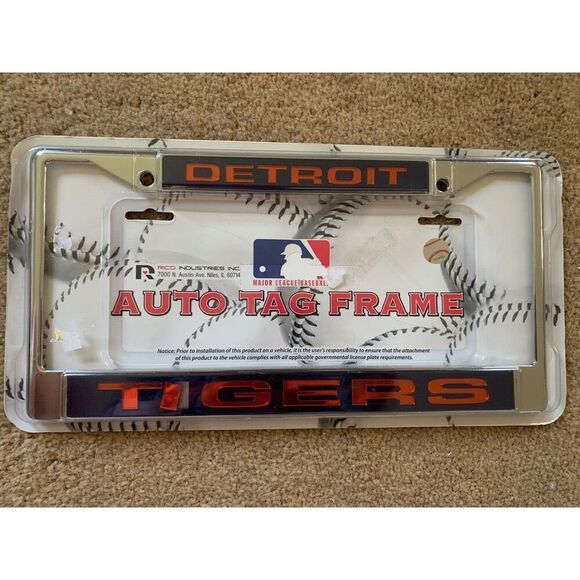 DETROIT
RICO INDUSTRIES INC.
7000 N. Austin Ave. Niles, IL 60714
MAJOR LEAGUE BASEBALL
AUTO TAG FRAME
Notice: Prior to installation of this product on a vehicle, it is the user's responsibility to ensure that the attachment
of this product to the vehicle complies with all applicable governmental license plate requirements.
TIGERS